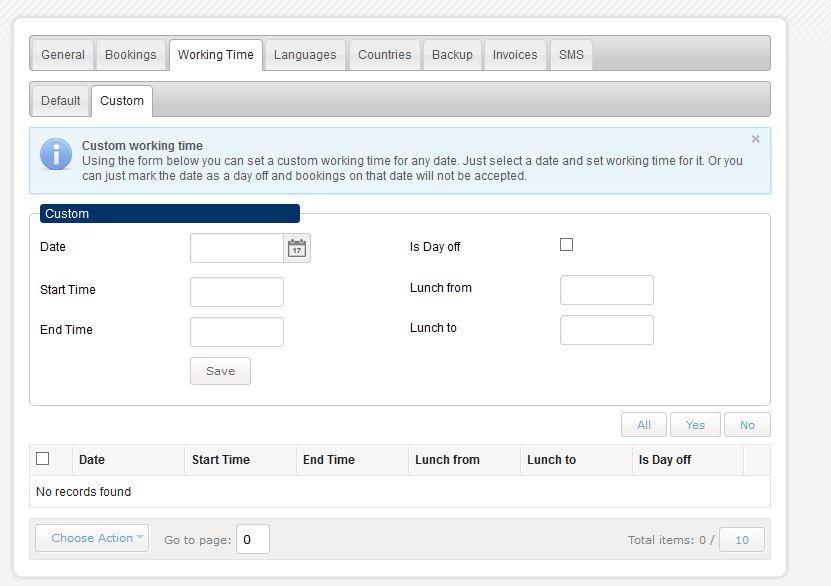 General Bookings Working Time Languages Countries Backup Invoices SMS
Default Custom
Custom working time
Using the form below you can set a custom working time for any date. Just select a date and set working time for it. Or you
can just mark the date as a day off and bookings on that date will not be accepted.
Custom
Date 17 Is Day off
Start Time Lunch from
End Time Lunch to
Save
All Yes No
Date Start Time End Time Lunch from Lunch to Is Day off
No records found
Choose Action Go to page: 0 Total items: 0 / 10